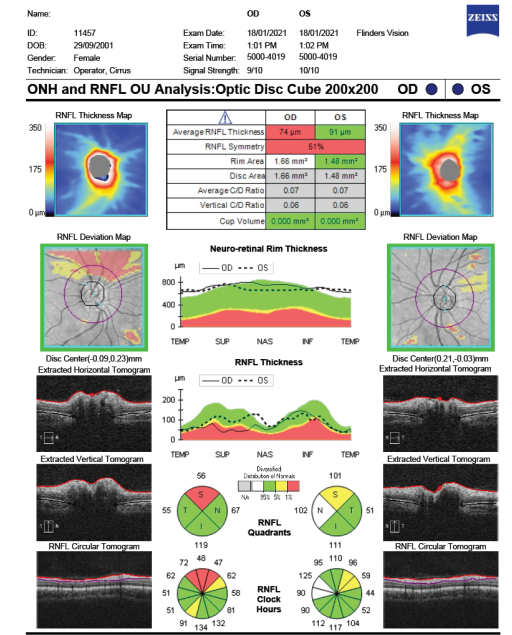 Name: OD OS ZEISS
ID: 11457 Exam Date: 18/01/2021 18/01/2021 Flinders Vision
DOB: 29/09/2001 Exam Time: 1:01 PM 1:02 PM
Gender: Female Serial Number: 5000-4019 5000-4019
Technician: Operator, Cirrus Signal Strength: 9/10 10/10
ONH and RNFL OU Analysis:Optic Disc Cube 200x200 OD OS
RNFL Thickness Map
350
175
0 µm
OD OS
Average RNFL Thickness 74 µm 91 µm
RNFL Symmetry 51%
Rim Area 1.66 mm² 1.48 mm²
Disc Area 1.66 mm² 1.48 mm²
Average C/D Ratio 0.07 0.07
Vertical C/D Ratio 0.06 0.06
Cup Volume 0.000 mm³ 0.000 mm³
RNFL Thickness Map
350
175
0 µm
RNFL Deviation Map
Disc Center(-0.09,0.23)mm
Neuro-retinal Rim Thickness
µm OD OS
800
400
0
TEMP SUP NAS INF TEMP
RNFL Deviation Map
Disc Center(0.21,-0.03)mm
Extracted Horizontal Tomogram
T N
RNFL Thickness
µm OD OS
200
100
0
TEMP SUP NAS INF TEMP
Extracted Horizontal Tomogram
T N
Extracted Vertical Tomogram
T N
Diversified
Distribution of Normals
NA 95% 5% 1%
56
55 T S N I 67
119
RNFL
Quadrants
101
102 N S T I 51
111
Extracted Vertical Tomogram
T N
RNFL Circular Tomogram
72 48 47
62 62
51 58
51 81
91 134 132
RNFL
Clock
Hours
95 110 96
125 59
90 44
90 52
112 117 104
RNFL Circular Tomogram